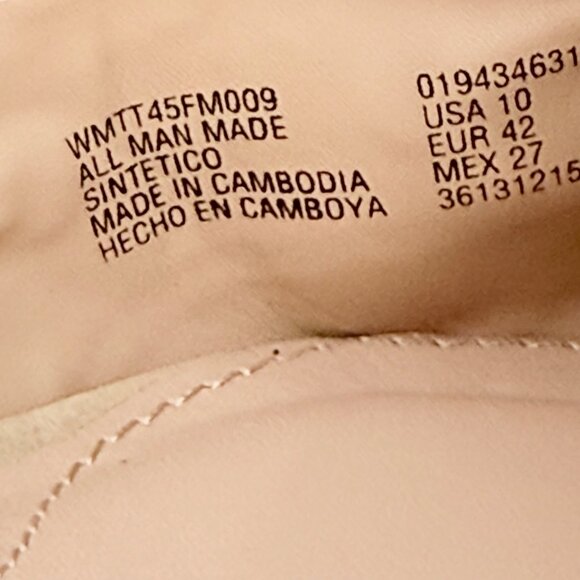 WMTT45FM009
ALL MAN MADE
SINTETICO
MADE IN CAMBODIA
HECHO EN CAMBOYA
019434631
USA 10
EUR 42
MEX 27
36131215